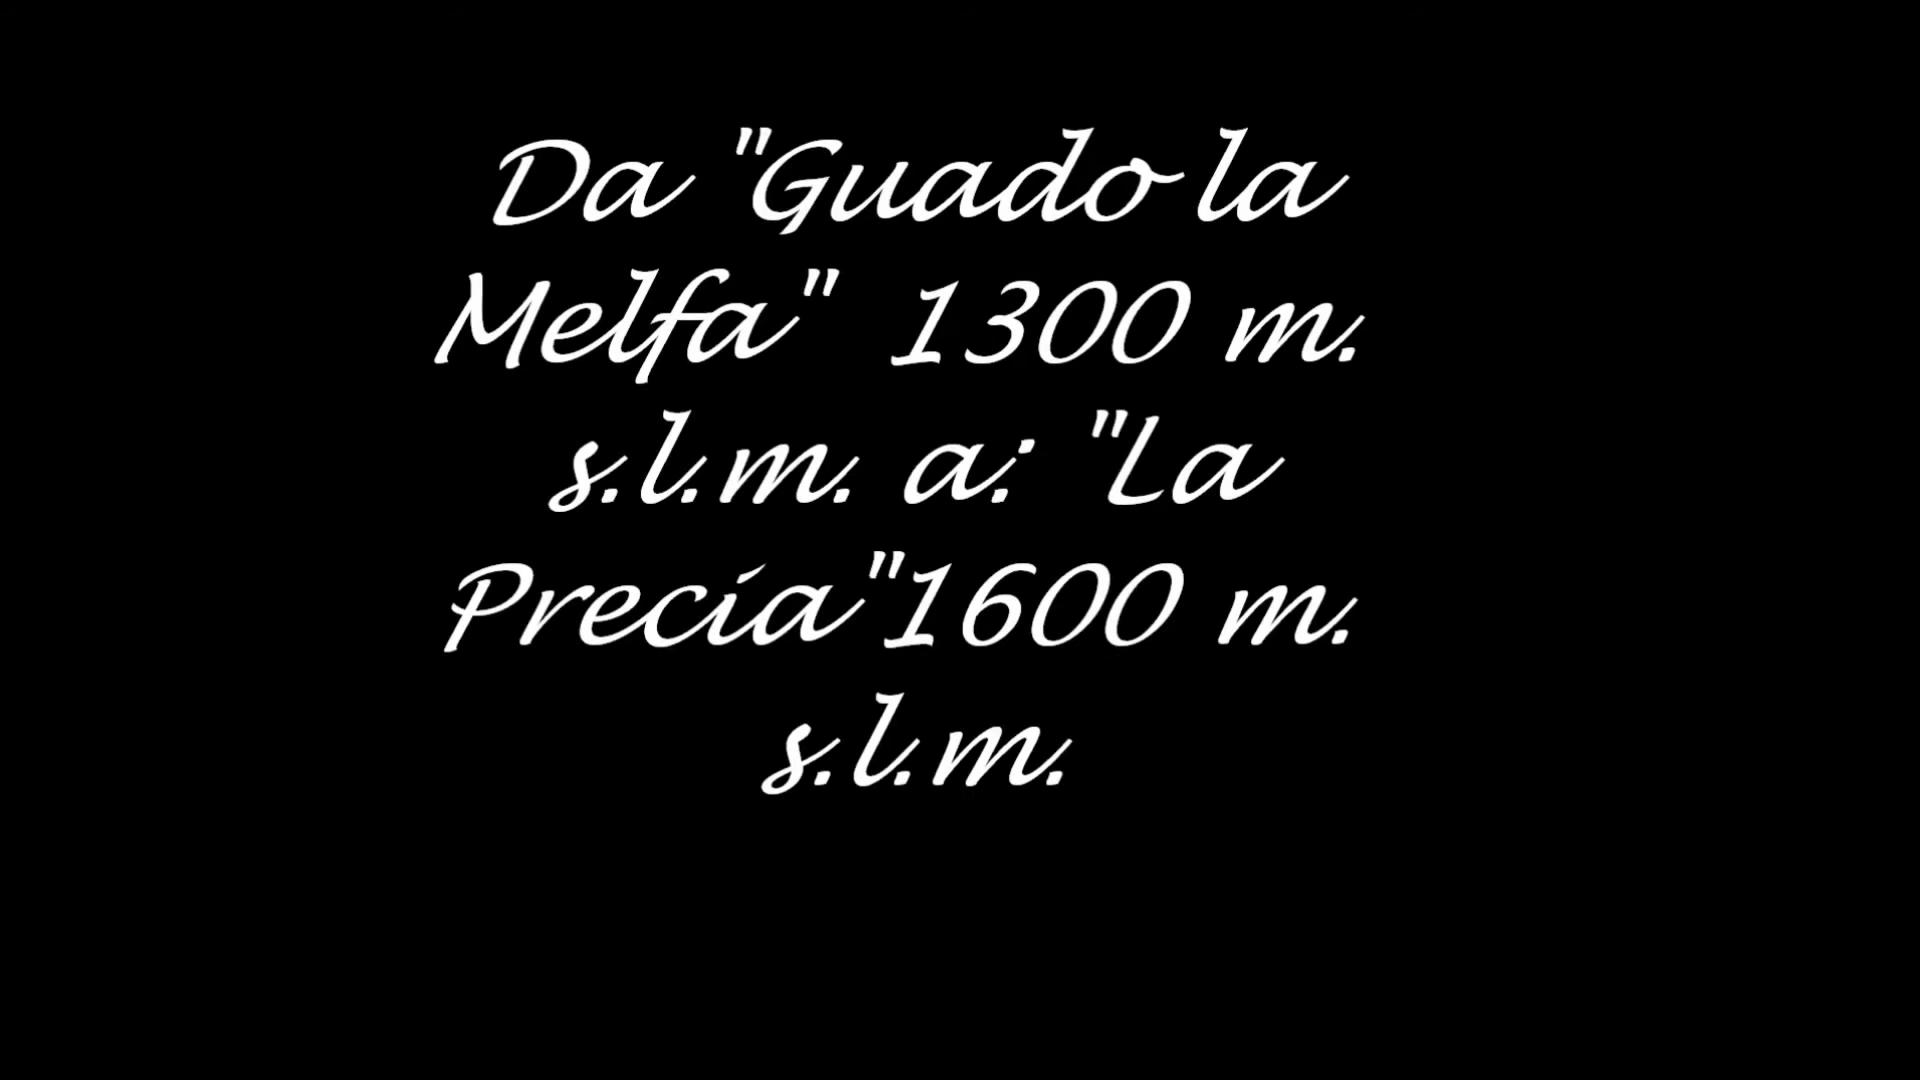 Da "Guado la
Melfa"  1300 m.
s.l.m. a: "La
Precia"1600 m.
s.l.m.